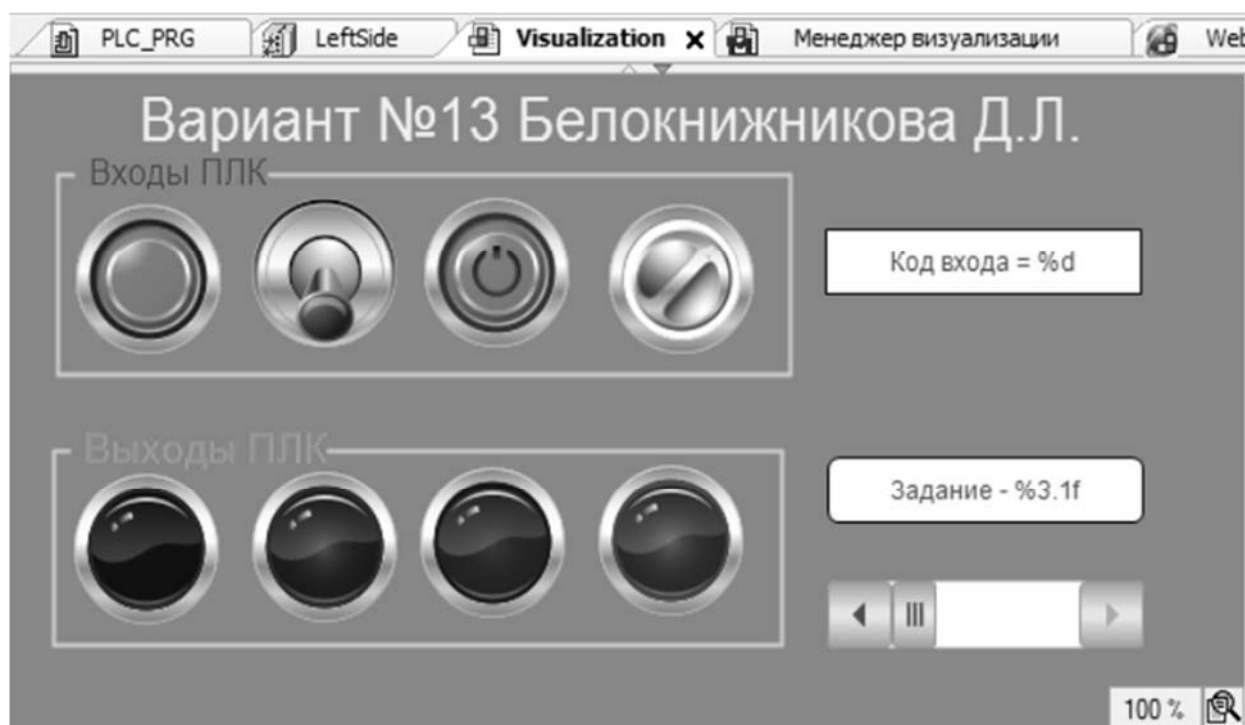 PLC_PRG LeftSide Visualization Менеджер визуализации Web
Вариант №13 Белокнижникова Д.Л.
Входы ПЛК
Код входа = %d
Выходы ПЛК
Задание - %3.1f
100 %